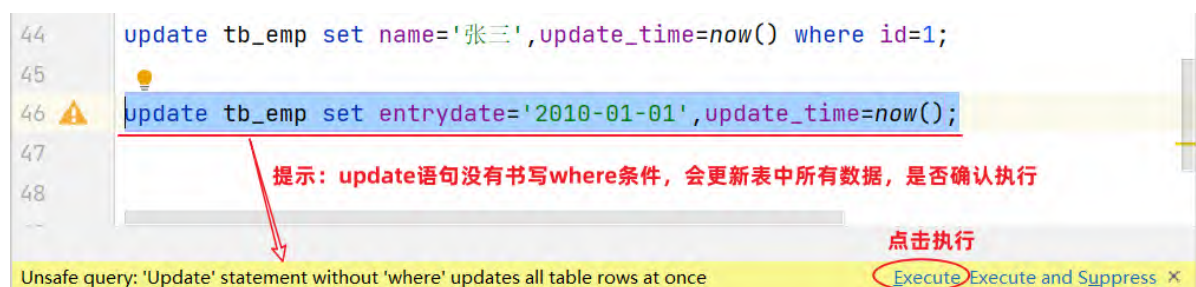 44 update tb_emp set name='张三',update_time=now() where id=1;
45
46 update tb_emp set entrydate='2010-01-01',update_time=now();
47
提示：update语句没有书写where条件，会更新表中所有数据，是否确认执行
48
点击执行
Unsafe query: 'Update' statement without 'where' updates all table rows at once Execute Execute and Suppress ×